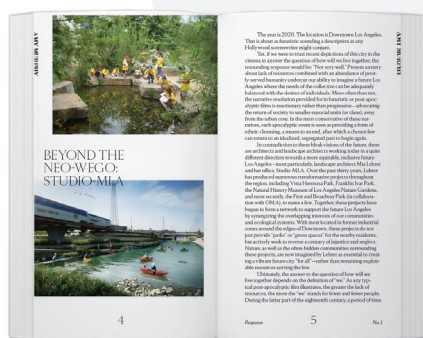 AMY MURPHY
BEYOND THE
NEO-WEGO:
STUDIO-MLA
4
AMY MURPHY
The year is 2020. The location is Downtown Los Angeles.
That is about as futuristic sounding a description as any
Hollywood screenwriter might conjure.
Yet, if we were to trust recent depictions of this city in the
cinema to answer the question of how will we live together, the
resounding response would be: "Not very well." Present anxiety
about lack of resources combined with an abundance of poor-
ly served humanity undercut our ability to imagine a future Los
Angeles where the needs of the collective can be adequately
balanced with the desires of individuals. More often than not,
the narrative resolution provided for in futuristic or post-apoc-
alyptic films is reactionary rather than progressive—advocating
the return of society to smaller eusocial units (or clans), away
from the urban core. In the most conservative of these nar-
ratives, each apocalyptic event is seen as providing a form of
ethnic cleansing, a means to an end, after which a chosen few
can return to an idealized, segregated past to begin again.
In contradiction to these bleak visions of the future, there
are architects and landscape architects working today in a quite
different direction towards a more equitable, inclusive future
Los Angeles—most particularly, landscape architect Mia Lehrer
and her office, Studio-MLA. Over the past thirty years, Lehrer
has produced numerous transformative projects throughout
the region, including Vista Hermosa Park, Franklin Ivar Park,
the Natural History Museum of Los Angeles Nature Gardens,
and most recently, the First and Broadway Park (in collabora-
tion with OMA), to name a few. Together, these projects have
begun to form a network to support the future Los Angeles
by synergizing the overlapping interests of our communities
and ecological systems. With most located in former industrial
zones around the edges of Downtown, these projects do not
just provide "parks" or "green spaces" for the nearby residents,
but actively work to reverse a century of injustice and neglect.
Nature, as well as the often-hidden communities surrounding
these projects, are now imagined by Lehrer as essential to creat-
ing a vibrant future city "for all"—rather than remaining exploit-
able resources serving the few.
Ultimately, the answer to the question of how will we
live together depends on the definition of "we." As any typ-
ical post-apocalyptic film illustrates, the greater the lack of
resources, the more the "we" stands for fewer and fewer people.
During the latter part of the eighteenth century, a period of time
Response
5
No.1